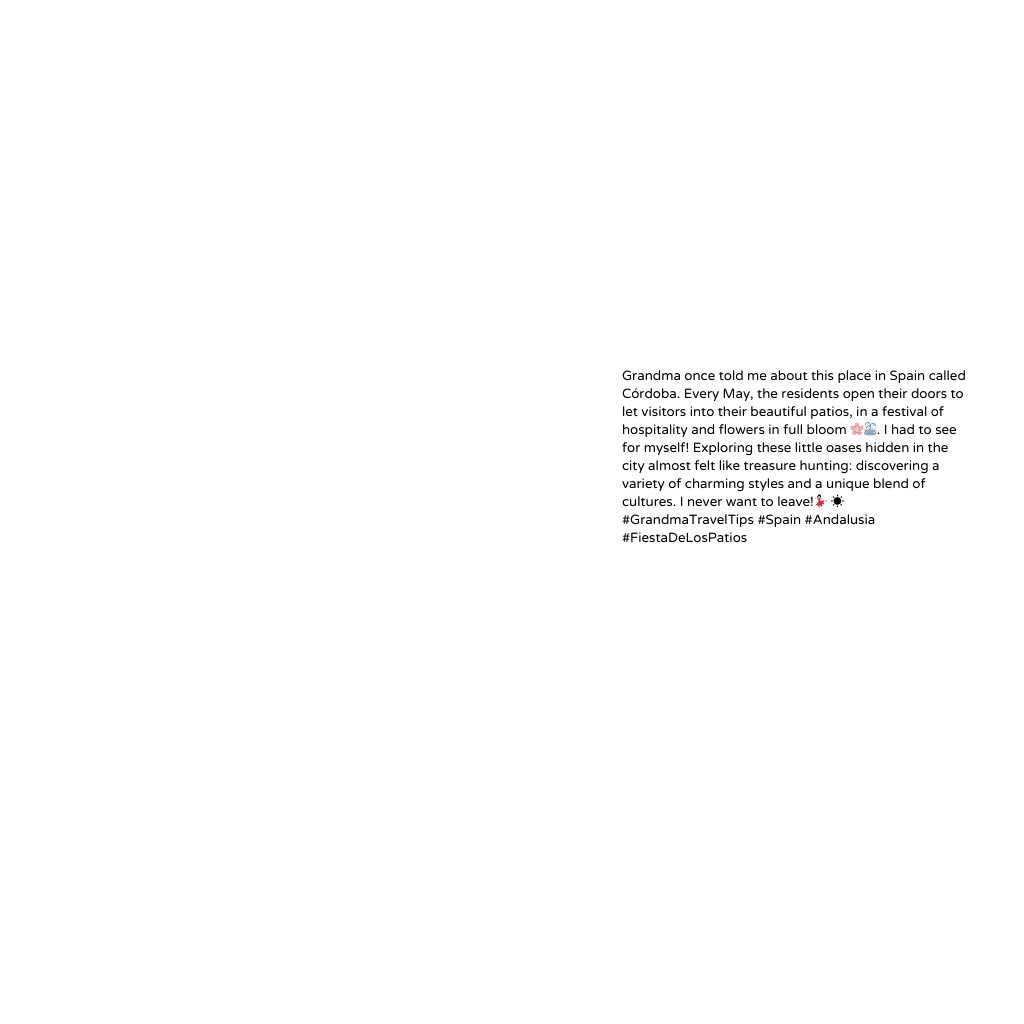 Grandma once told me about this place in Spain called
Córdoba. Every May, the residents open their doors to
let visitors into their beautiful patios, in a festival of
hospitality and flowers in full bloom 🌸⛲. I had to see
for myself! Exploring these little oases hidden in the
city almost felt like treasure hunting: discovering a
variety of charming styles and a unique blend of
cultures. I never want to leave!💃 ☀
#GrandmaTravelTips #Spain #Andalusia
#FiestaDeLosPatios